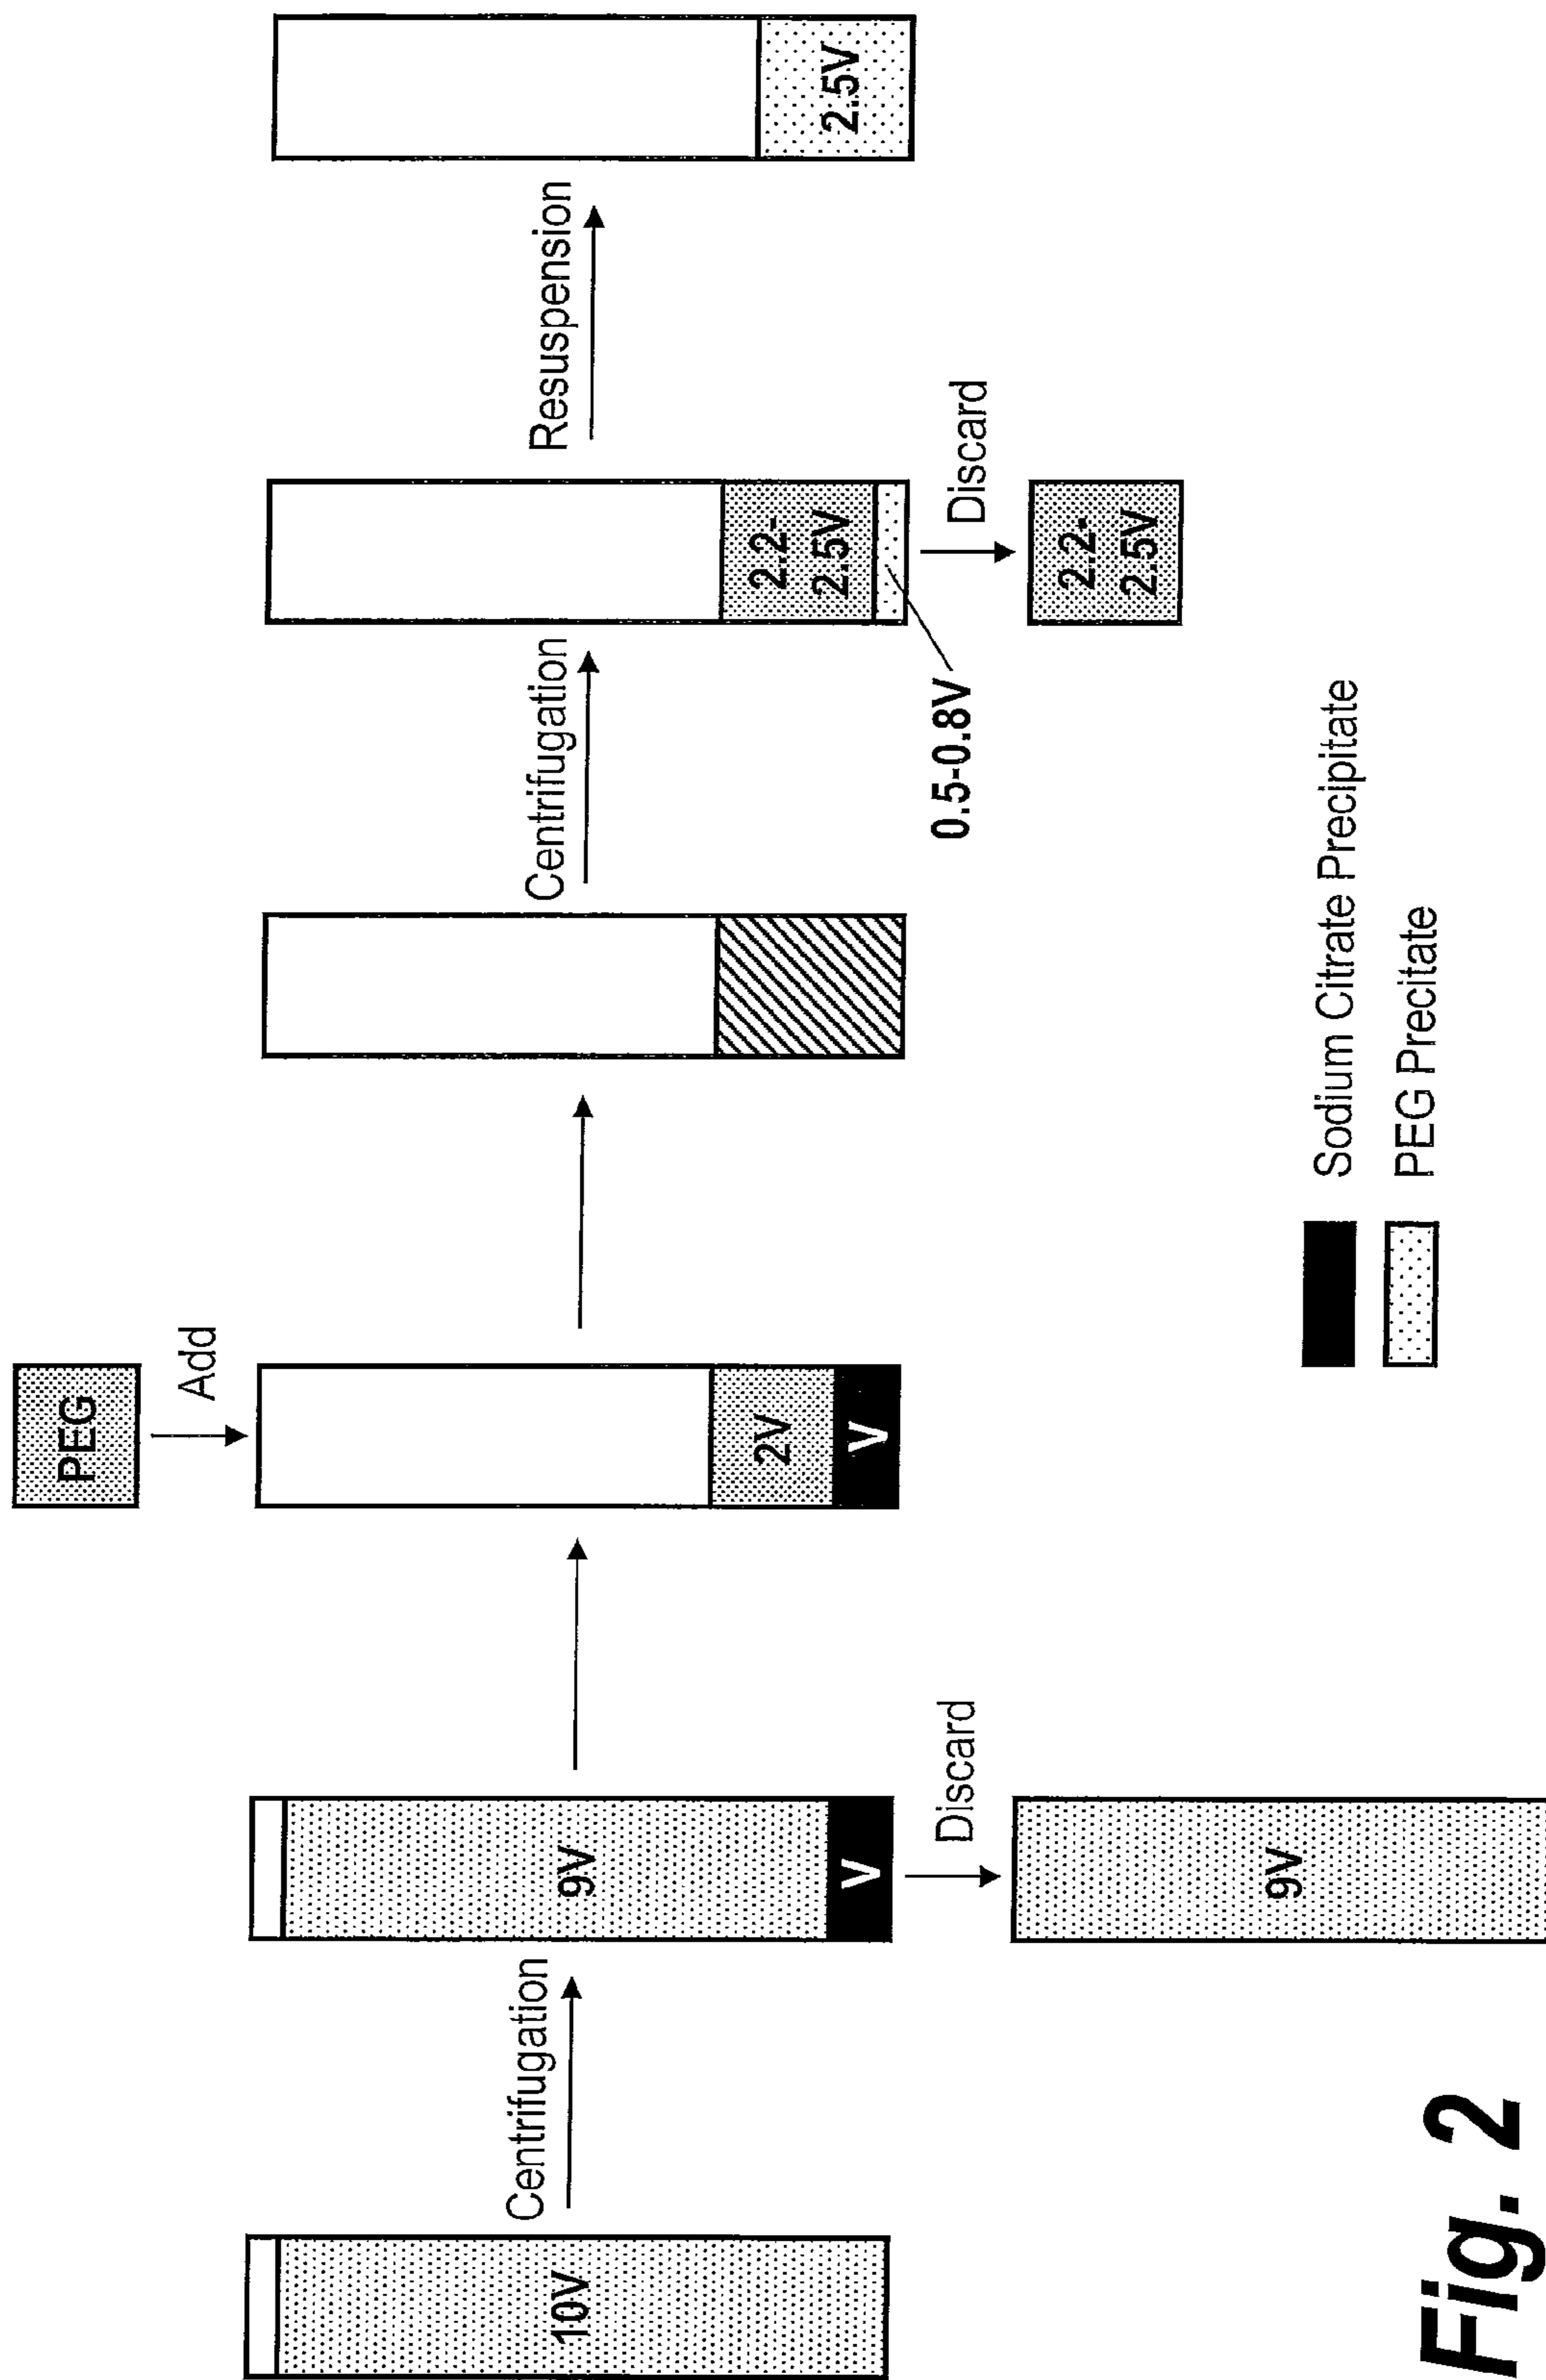 PEG
Add
Centrifugation
Centrifugation
Resuspension
10V
9V
V
2V
V
2.2-
2.5V
2.5V
Discard
0.5-0.8V
Discard
9V
2.2-
2.5V
Sodium Citrate Precipitate
PEG Precitate
Fig. 2